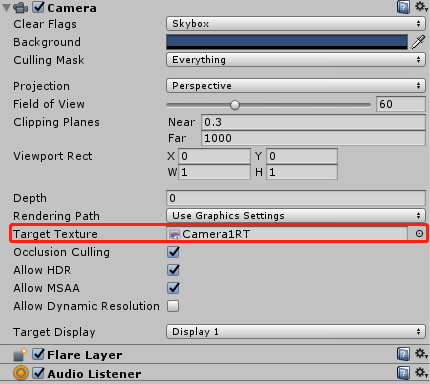 Camera
Clear Flags Skybox
Background
Culling Mask Everything
Projection Perspective
Field of View 60
Clipping Planes Near 0.3
Far 1000
Viewport Rect X 0 Y 0
W 1 H 1
Depth 0
Rendering Path Use Graphics Settings
Target Texture Camera1RT
Occlusion Culling
Allow HDR
Allow MSAA
Allow Dynamic Resolution
Target Display Display 1
Flare Layer
Audio Listener